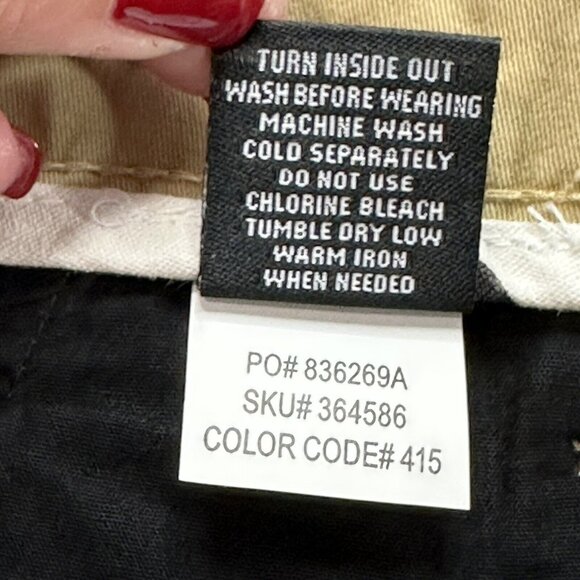 TURN INSIDE OUT
WASH BEFORE WEARING
MACHINE WASH
COLD SEPARATELY
DO NOT USE
CHLORINE BLEACH
TUMBLE DRY LOW
WARM IRON
WHEN NEEDED
PO# 836269A
SKU# 364586
COLOR CODE# 415